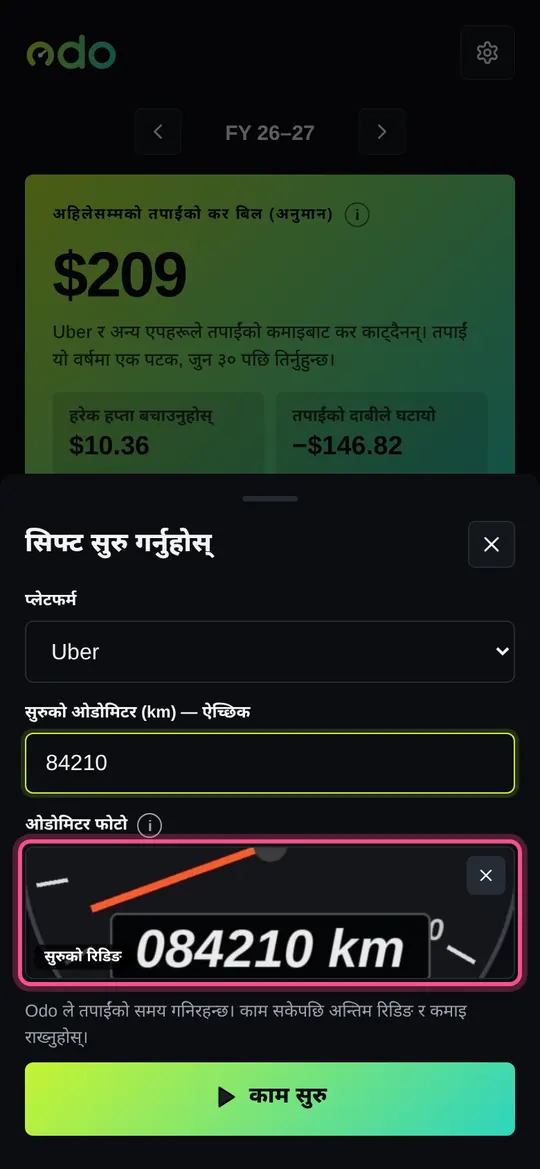 odo
FY 26–27
अहिलेसम्मको तपाईंको कर बिल (अनुमान) i
$209
Uber र अन्य एपहरूले तपाईंको कमाइबाट कर काट्दैनन्। तपाईं
यो वर्षमा एक पटक, जुन ३० पछि तिर्नुहुन्छ।
हरेक हप्ता बचाउनुहोस्
$10.36
तपाईंको दाबीले घटायो
−$146.82
सिफ्ट सुरु गर्नुहोस्
प्लेटफर्म
Uber
सुरुको ओडोमिटर (km) — ऐच्छिक
84210
ओडोमिटर फोटो i
0
सुरुको रिडिङ
084210 km
Odo ले तपाईंको समय गनिरहन्छ। काम सकेपछि अन्तिम रिडिङ र कमाइ
राख्नुहोस्।
काम सुरु